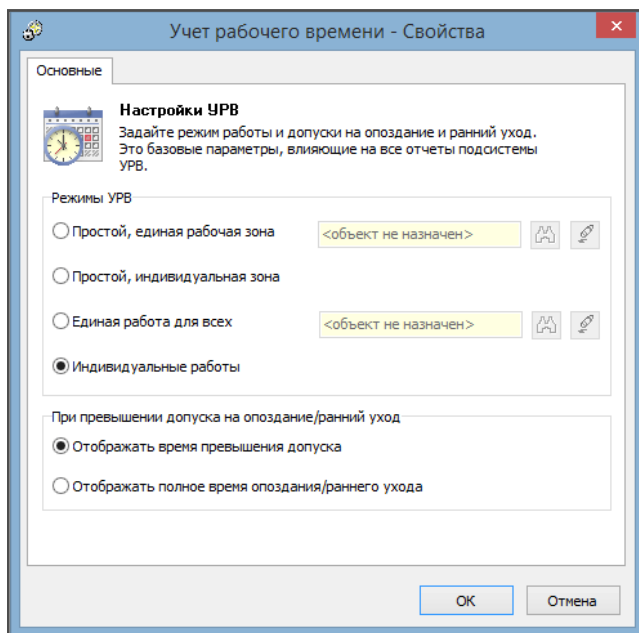 Учет рабочего времени - Свойства
Основные
Настройки УРВ
Задайте режим работы и допуски на опоздание и ранний уход.
Это базовые параметры, влияющие на все отчеты подсистемы
УРВ.
Режимы УРВ
Простой, единая рабочая зона <объект не назначен>
Простой, индивидуальная зона
Единая работа для всех <объект не назначен>
Индивидуальные работы
При превышении допуска на опоздание/ранний уход
Отображать время превышения допуска
Отображать полное время опоздания/раннего ухода
OK Отмена